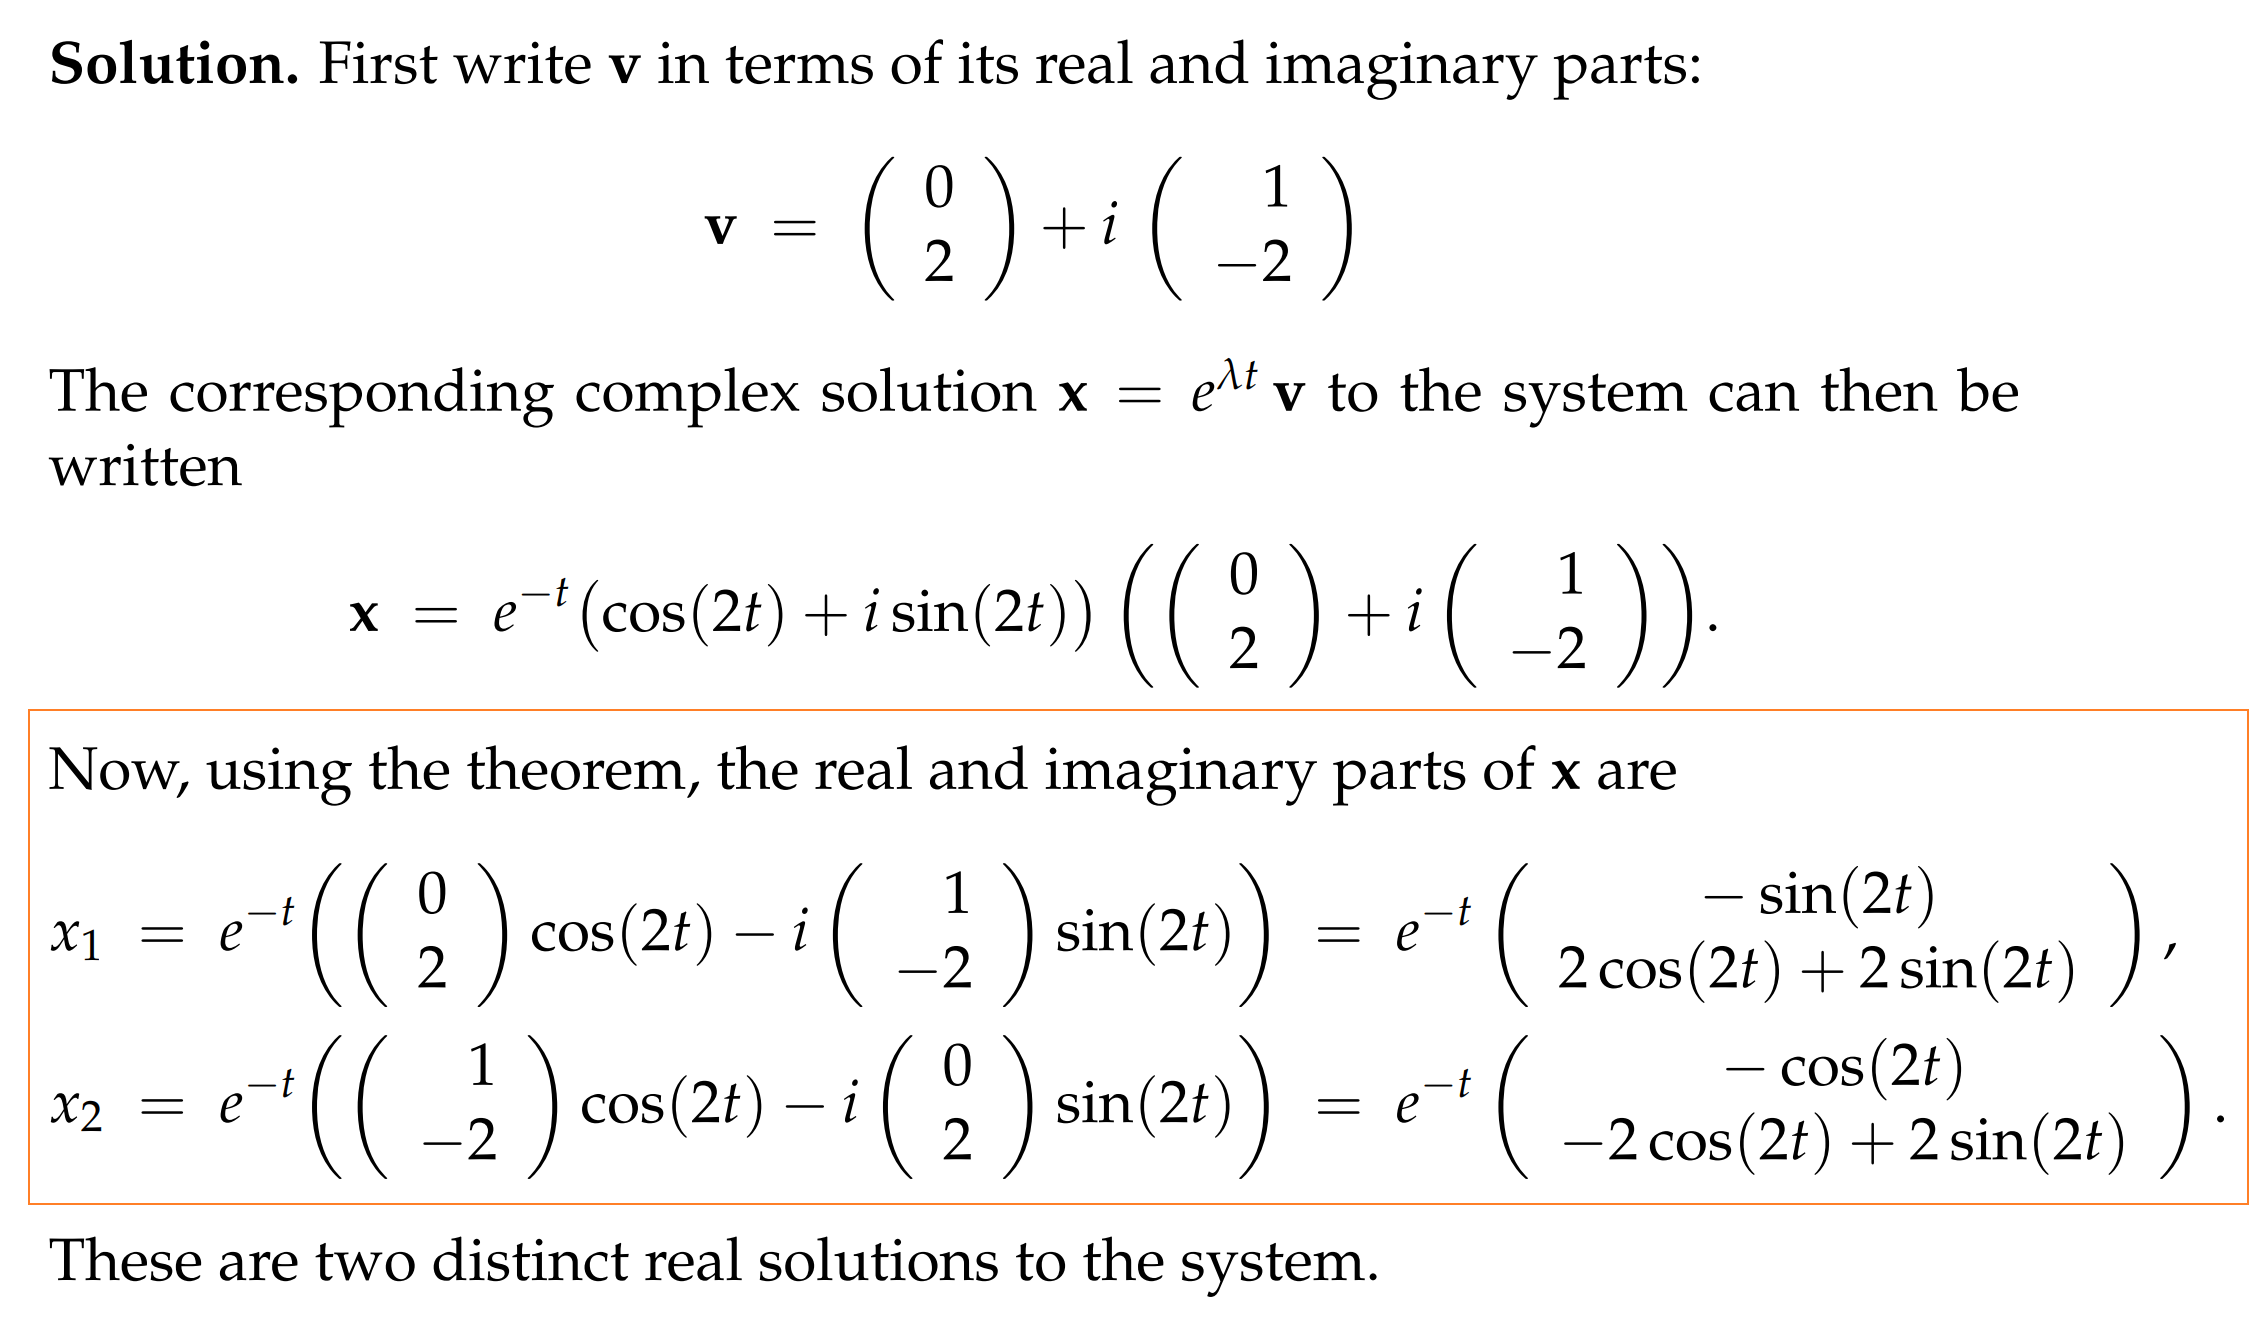 Solution. First write v in terms of its real and imaginary parts:
$\mathbf{v} = \begin{pmatrix} 0 \\ 2 \end{pmatrix} + i \begin{pmatrix} 1 \\ -2 \end{pmatrix}$
The corresponding complex solution $\mathbf{x} = e^{\lambda t} \mathbf{v}$ to the system can then be
written
$\mathbf{x} = e^{-t} (\cos(2t) + i \sin(2t)) \left( \begin{pmatrix} 0 \\ 2 \end{pmatrix} + i \begin{pmatrix} 1 \\ -2 \end{pmatrix} \right).$
Now, using the theorem, the real and imaginary parts of x are
$x_1 = e^{-t} \left( \begin{pmatrix} 0 \\ 2 \end{pmatrix} \cos(2t) - i \begin{pmatrix} 1 \\ -2 \end{pmatrix} \sin(2t) \right) = e^{-t} \begin{pmatrix} -\sin(2t) \\ 2\cos(2t) + 2\sin(2t) \end{pmatrix},$
$x_2 = e^{-t} \left( \begin{pmatrix} 1 \\ -2 \end{pmatrix} \cos(2t) - i \begin{pmatrix} 0 \\ 2 \end{pmatrix} \sin(2t) \right) = e^{-t} \begin{pmatrix} -\cos(2t) \\ -2\cos(2t) + 2\sin(2t) \end{pmatrix}.$
These are two distinct real solutions to the system.